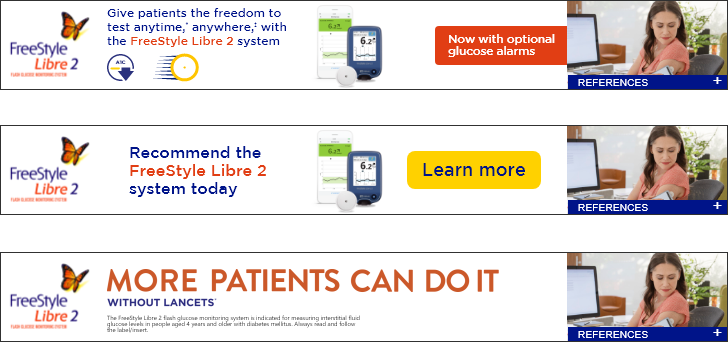 Give patients the freedom to
test anytime,* anywhere,‡ with
the FreeStyle Libre 2 system
A1C
FreeStyle
Libre 2
FLASH GLUCOSE MONITORING SYSTEM
6.2
Now with optional
glucose alarms
REFERENCES +
Recommend the
FreeStyle Libre 2
system today
FreeStyle
Libre 2
FLASH GLUCOSE MONITORING SYSTEM
6.2
Learn more
REFERENCES +
MORE PATIENTS CAN DO IT
WITHOUT LANCETS*
FreeStyle
Libre 2
FLASH GLUCOSE MONITORING SYSTEM
The FreeStyle Libre 2 flash glucose monitoring system is indicated for measuring interstitial fluid
glucose levels in people aged 4 years and older with diabetes mellitus. Always read and follow
the label/insert.
REFERENCES +